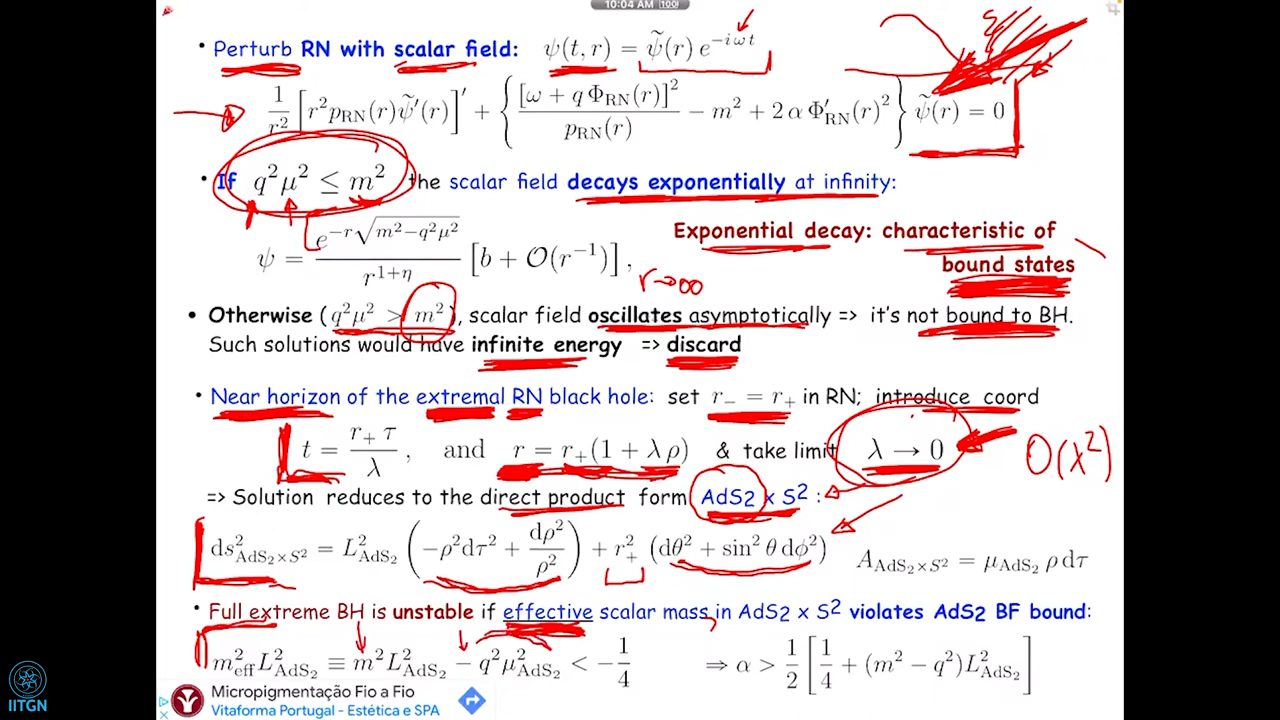 10:04 AM 100%
• Perturb RN with scalar field: ψ(t, r) = ψ̃(r) e^{−iωt}
1/r² [r² p_RN(r) ψ̃′(r)]′ + { [ω + q Φ_RN(r)]² / p_RN(r) − m² + 2 α Φ′_RN(r)² } ψ̃(r) = 0
• If q²μ² ≤ m² the scalar field decays exponentially at infinity:
ψ = e^{−r√(m²−q²μ²)} / r^{1+η} [b + O(r^{−1})] ,
Exponential decay: characteristic of
bound states
r→∞
• Otherwise (q²μ² > m²), scalar field oscillates asymptotically => it's not bound to BH.
Such solutions would have infinite energy => discard
• Near horizon of the extremal RN black hole: set r₋ = r₊ in RN; introduce coord
t = r₊ τ / λ , and r = r₊(1 + λ ρ) & take limit λ → 0
O(λ²)
=> Solution reduces to the direct product form AdS2 x S² :
ds²_{AdS₂×S²} = L²_{AdS₂} (−ρ²dτ² + dρ²/ρ²) + r₊² (dθ² + sin² θ dϕ²) A_{AdS₂×S²} = μ_{AdS₂} ρ dτ
• Full extreme BH is unstable if effective scalar mass in AdS2 x S² violates AdS2 BF bound:
m²_eff L²_{AdS₂} ≡ m² L²_{AdS₂} − q²μ²_{AdS₂} < −1/4 ⇒ α > 1/2 [1/4 + (m² − q²)L²_{AdS₂}]
IITGN
Micropigmentação Fio a Fio
Vitaforma Portugal - Estética e SPA